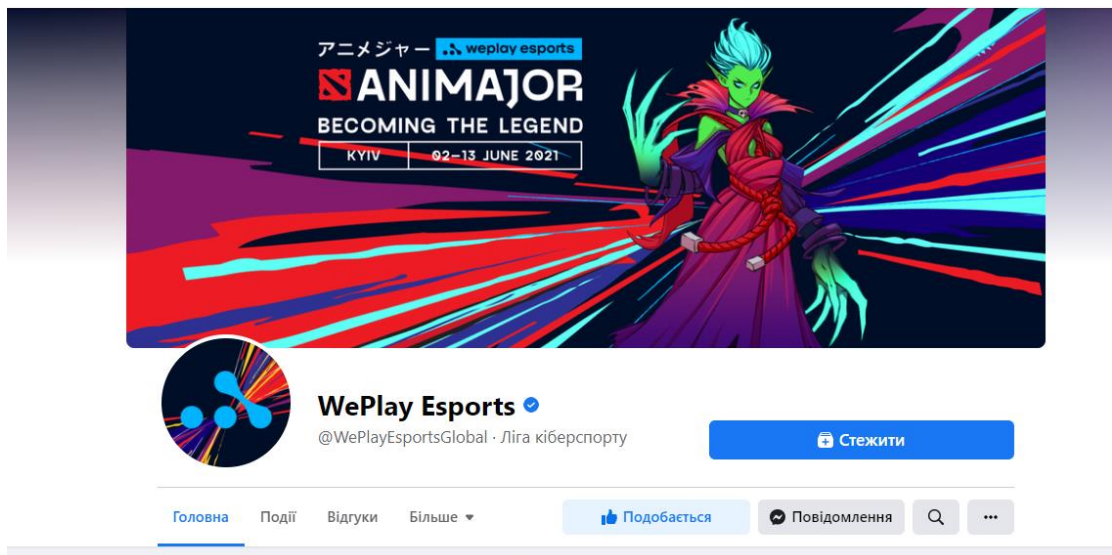 アニメジャー weplay esports
ANIMAJOR
BECOMING THE LEGEND
KYIV 02–13 JUNE 2021
WePlay Esports
@WePlayEsportsGlobal · Ліга кіберспорту
Стежити
Головна Події Відгуки Більше Подобається Повідомлення